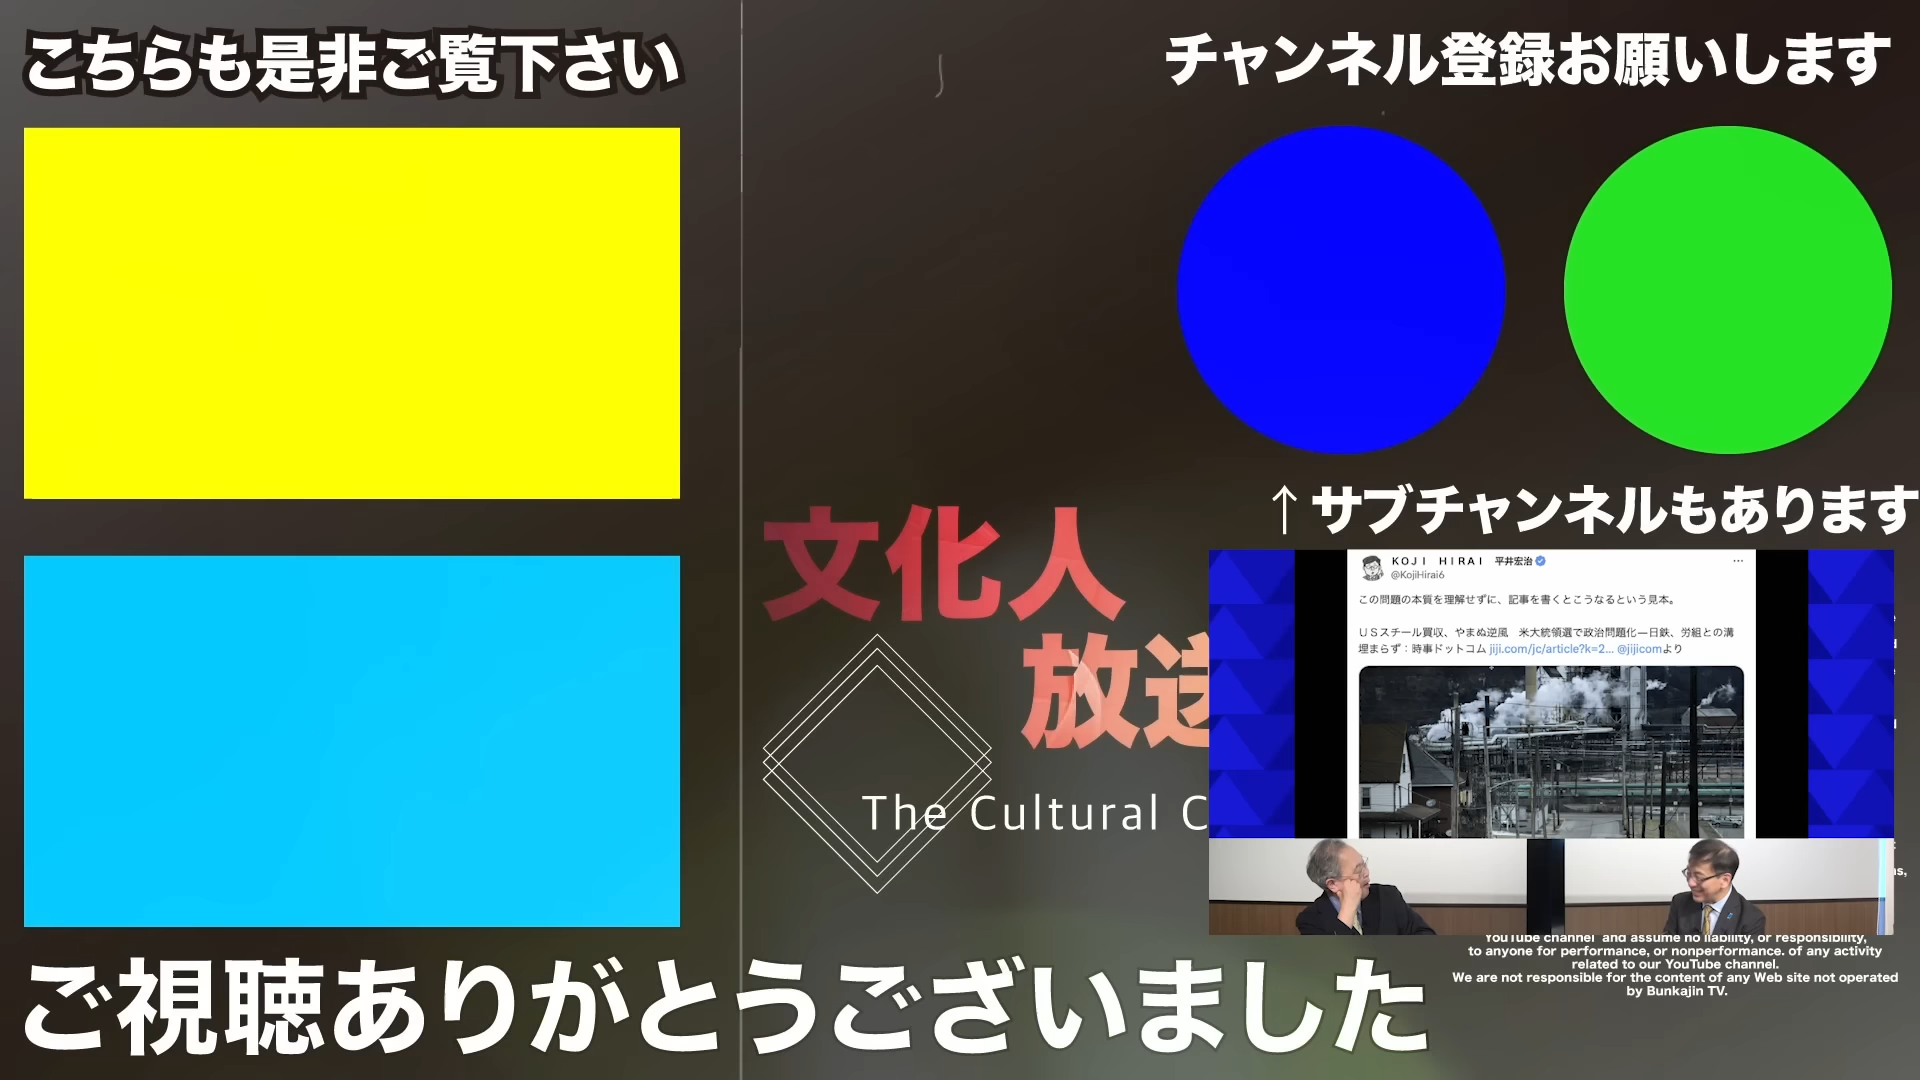 こちらも是非ご覧下さい
チャンネル登録お願いします
↑サブチャンネルもあります
文化人
放送
The Cultural C
KOJI HIRAI 平井宏治
@KojiHirai6
この問題の本質を理解せずに、記事を書くとこうなるという見本。
USスチール買収、やまぬ逆風 米大統領選で政治問題化―日鉄、労組との溝
埋まらず：時事ドットコム jiji.com/jc/article?k=2... @jijicomより
YouTube channel and assume no liability, or responsibility,
to anyone for performance, or nonperformance. of any activity
related to our YouTube channel.
We are not responsible for the content of any Web site not operated
by Bunkajin TV.
ご視聴ありがとうございました